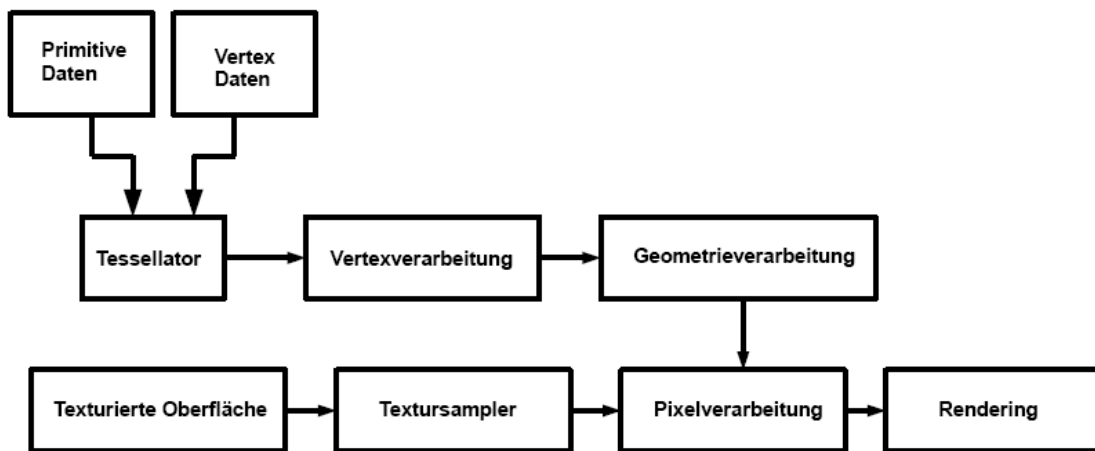 Primitive
Daten
Vertex
Daten
Tessellator
Vertexverarbeitung
Geometrieverarbeitung
Texturierte Oberfläche
Textursampler
Pixelverarbeitung
Rendering